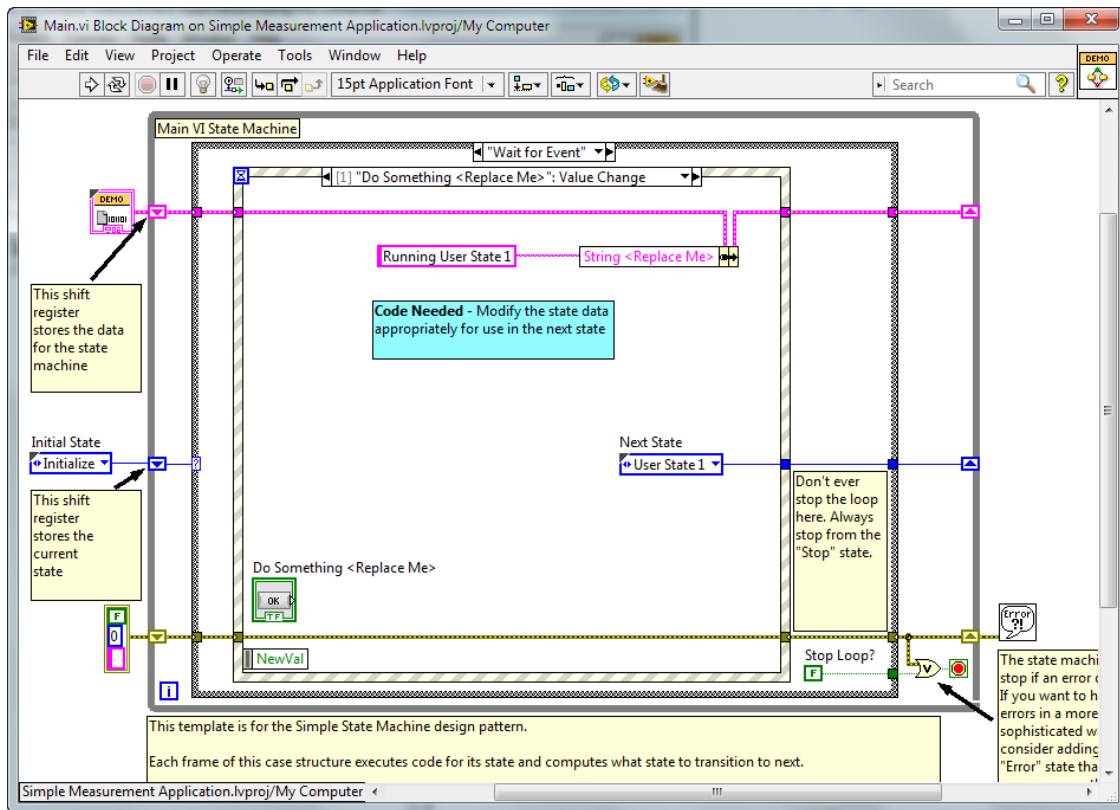 Main.vi Block Diagram on Simple Measurement Application.lvproj/My Computer
File Edit View Project Operate Tools Window Help
15pt Application Font
Search
DEMO
Main VI State Machine
"Wait for Event"
[1] "Do Something <Replace Me>": Value Change
DEMO
Running User State 1
String <Replace Me>
This shift
register
stores the data
for the state
machine
Code Needed - Modify the state data
appropriately for use in the next state
Initial State
Initialize
?
Next State
User State 1
This shift
register
stores the
current
state
Don't ever
stop the loop
here. Always
stop from the
"Stop" state.
Do Something <Replace Me>
OK
TF
F
0
NewVal
Stop Loop?
F
V
Error
?!
i
The state machi
stop if an error
If you want to h
errors in a more
sophisticated w
consider adding
"Error" state tha
This template is for the Simple State Machine design pattern.
Each frame of this case structure executes code for its state and computes what state to transition to next.
Simple Measurement Application.lvproj/My Computer